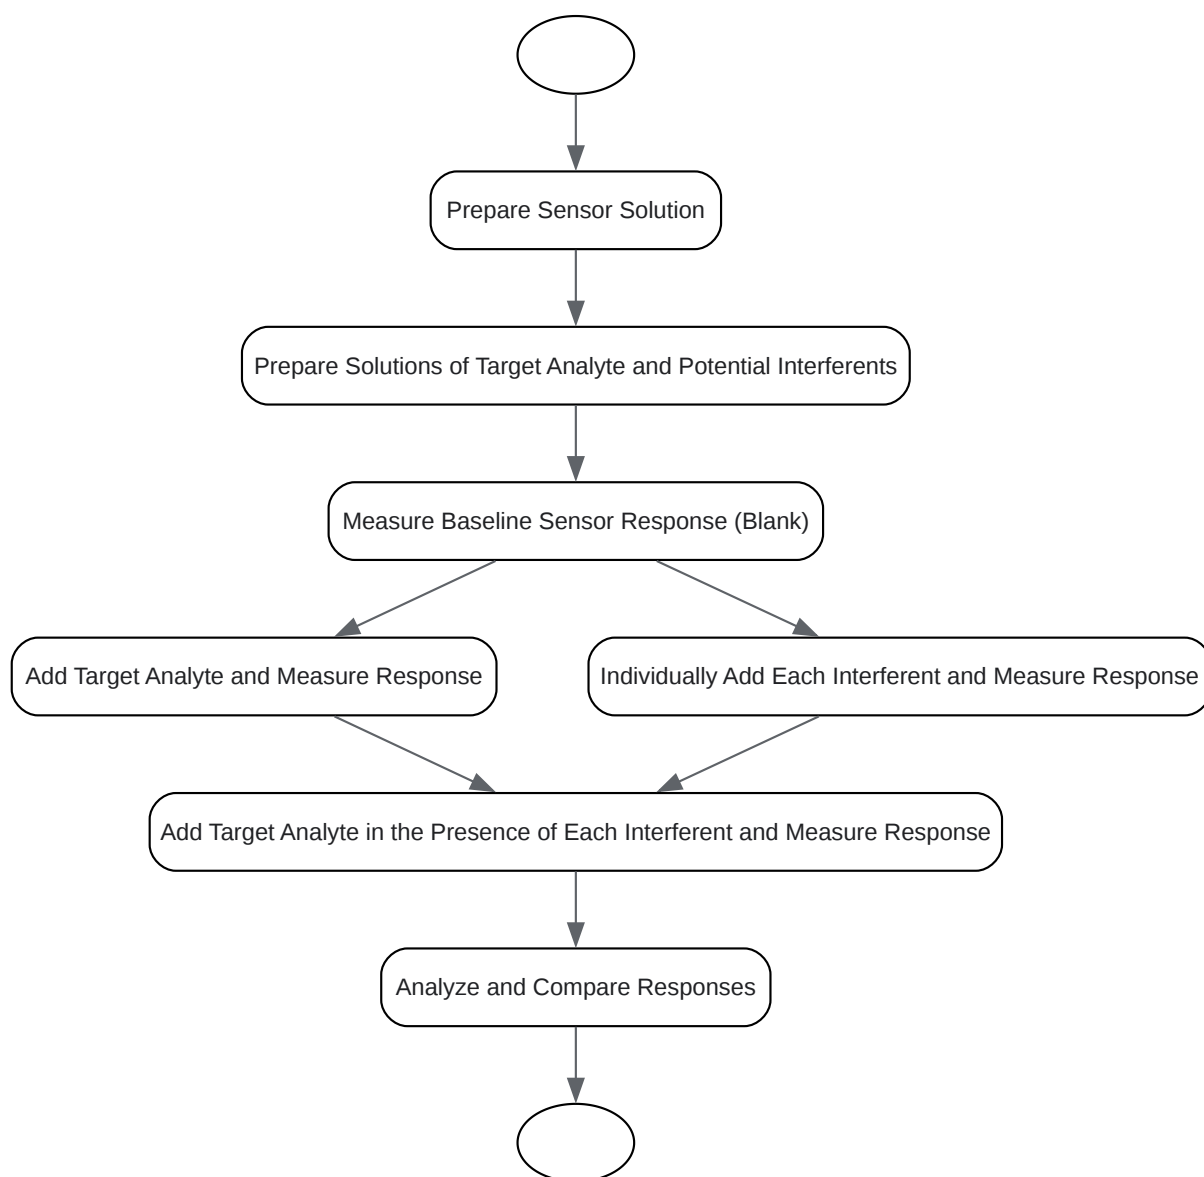 Prepare Sensor Solution
Prepare Solutions of Target Analyte and Potential Interferents
Measure Baseline Sensor Response (Blank)
Add Target Analyte and Measure Response
Individually Add Each Interferent and Measure Response
Add Target Analyte in the Presence of Each Interferent and Measure Response
Analyze and Compare Responses